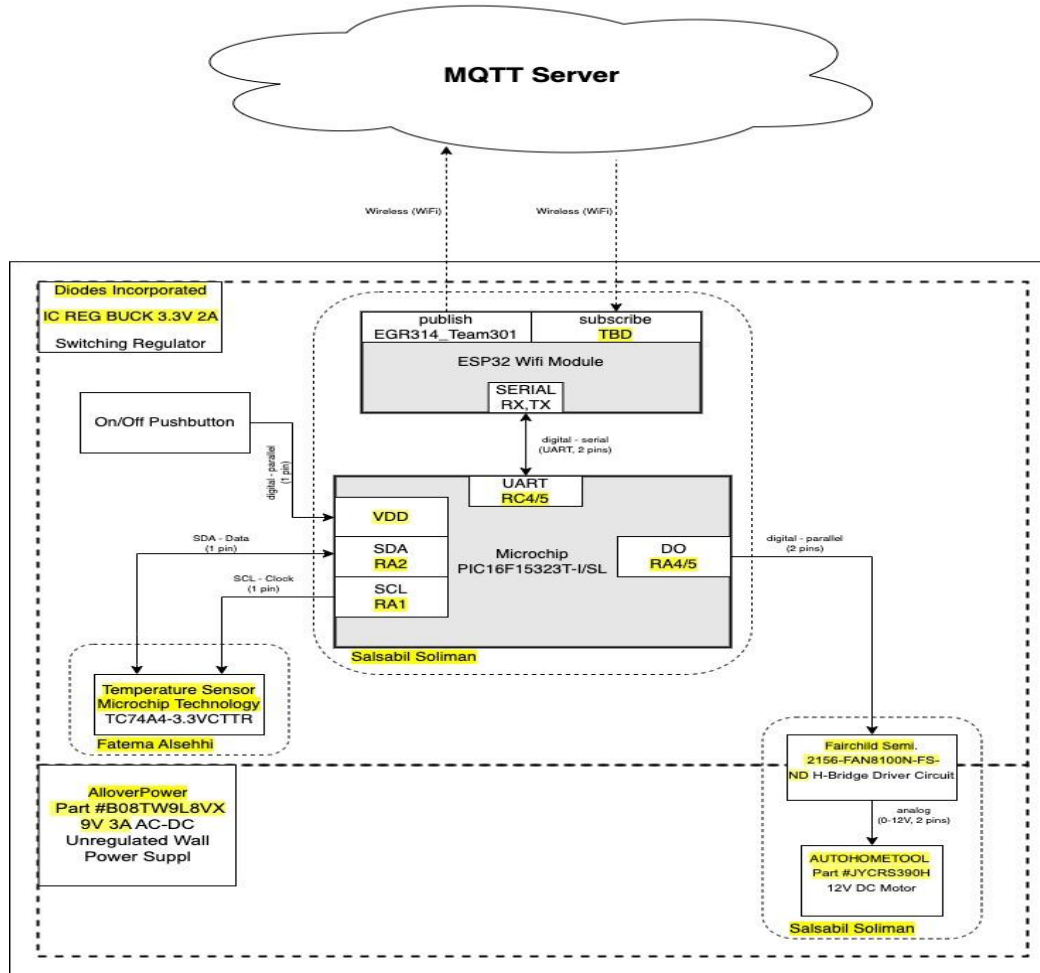 MQTT Server
Wireless (WiFi)
Wireless (WiFi)
Diodes Incorporated
IC REG BUCK 3.3V 2A
Switching Regulator
publish
EGR314_Team301
subscribe
TBD
ESP32 Wifi Module
SERIAL
RX,TX
On/Off Pushbutton
digital - serial
(UART, 2 pins)
digital - parallel
(1 pin)
UART
RC4/5
VDD
SDA - Data
(1 pin)
SDA
RA2
Microchip
PIC16F15323T-I/SL
DO
RA4/5
digital - parallel
(2 pins)
SCL - Clock
(1 pin)
SCL
RA1
Salsabil Soliman
Temperature Sensor
Microchip Technology
TC74A4-3.3VCTTR
Fatema Alsehhi
Fairchild Semi.
2156-FAN8100N-FS-
ND H-Bridge Driver Circuit
AlloverPower
Part #B08TW9L8VX
9V 3A AC-DC
Unregulated Wall
Power Suppl
analog
(0-12V, 2 pins)
AUTOHOMETOOL
Part #JYCRS390H
12V DC Motor
Salsabil Soliman